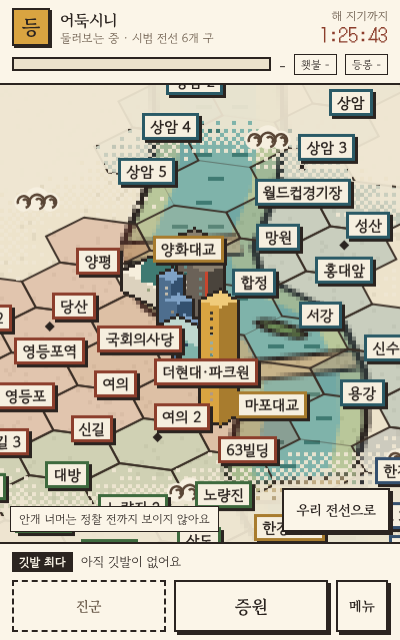 등
어둑시니
둘러보는 중 · 시범 전선 6개 구
해 지기까지
1:25:43
–
횃불 -
등롱 -
상암 2
상암
상암 4
상암 3
상암 5
월드컵경기장
성산
망원
양화대교
양평
홍대앞
합정
당산
서강
국회의사당
신수
영등포역
더현대·파크원
여의
영등포
용강
마포대교
여의 2
신길
길 3
63빌딩
대방
노량진
우리 전선으로
안개 너머는 정찰 전까지 보이지 않아요
상도
깃발 최다
아직 깃발이 없어요
진군
증원
메뉴